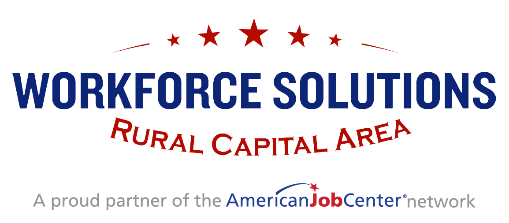 WORKFORCE SOLUTIONS
RURAL CAPITAL AREA
A proud partner of the AmericanJobCenter® network